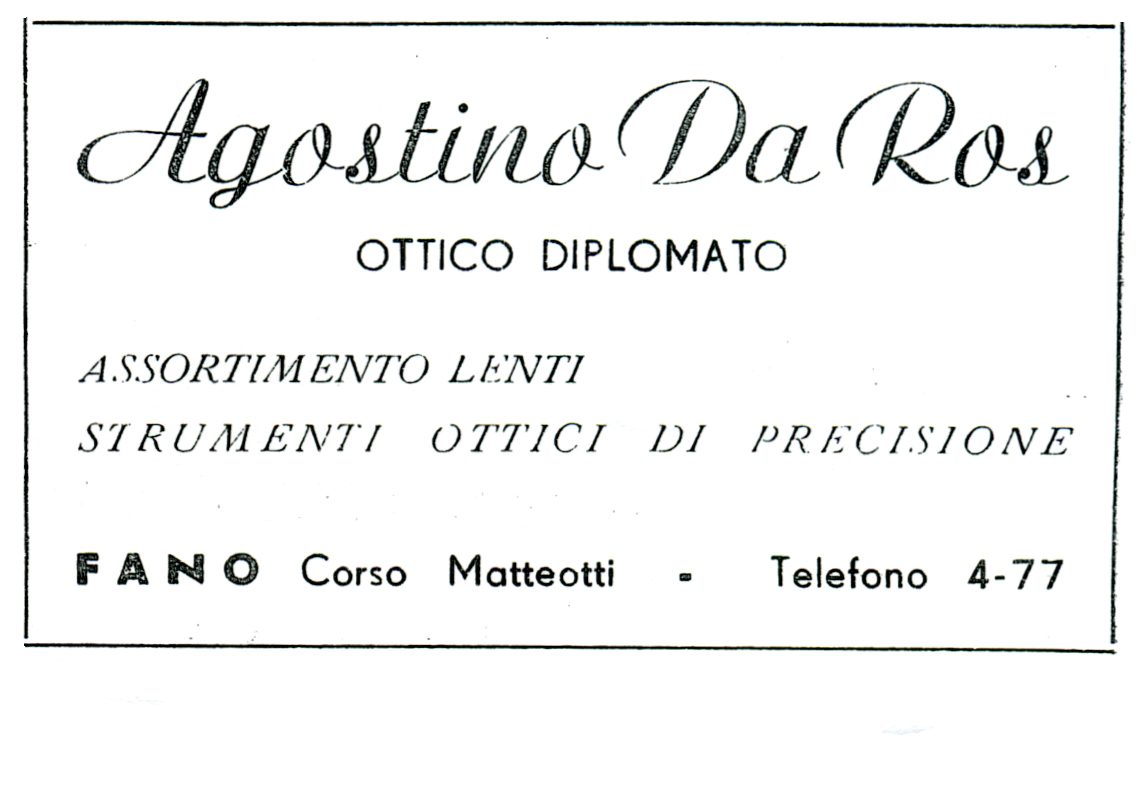 Agostino Da Ros
OTTICO DIPLOMATO
ASSORTIMENTO LENTI
STRUMENTI OTTICI DI PRECISIONE
FANO Corso Matteotti - Telefono 4-77